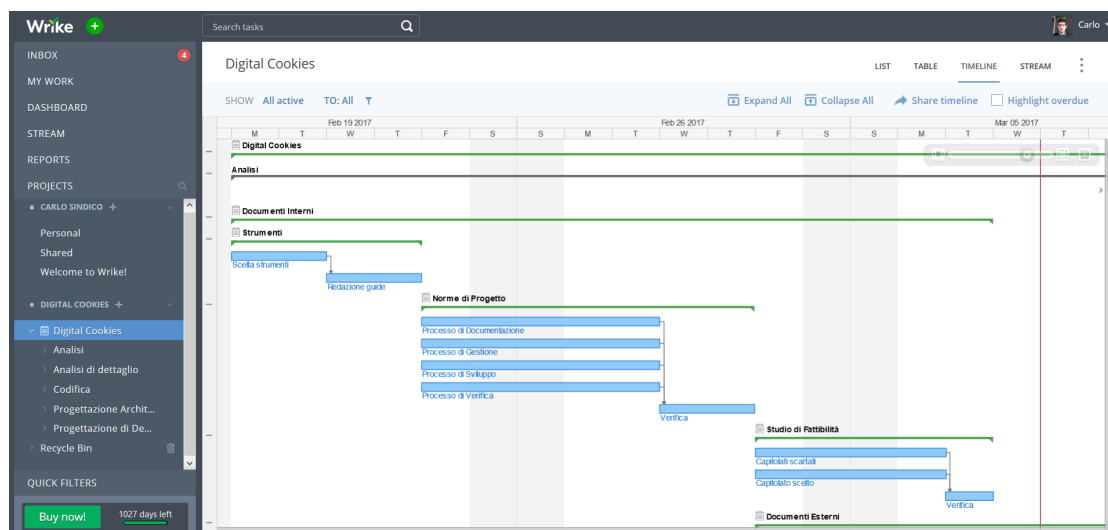 Wrike
Search tasks
Carlo
INBOX 4
MY WORK
DASHBOARD
STREAM
REPORTS
PROJECTS
CARLO SINDICO
Personal
Shared
Welcome to Wrike!
DIGITAL COOKIES
Digital Cookies
Analisi
Analisi di dettaglio
Codifica
Progettazione Archit...
Progettazione di De...
Recycle Bin
QUICK FILTERS
Buy now! 1027 days left
Digital Cookies
LIST TABLE TIMELINE STREAM
SHOW All active TO: All
Expand All Collapse All Share timeline Highlight overdue
Feb 19 2017 Feb 26 2017 Mar 05 2017
M T W T F S S M T W T F S S M T W T
Digital Cookies
Analisi
Documenti Interni
Strumenti
Scelta strumenti
Redazione guide
Norme di Progetto
Processo di Documentazione
Processo di Gestione
Processo di Sviluppo
Processo di Verifica
Verifica
Studio di Fattibilità
Capitolati scartati
Capitolato scelto
Verifica
Documenti Esterni